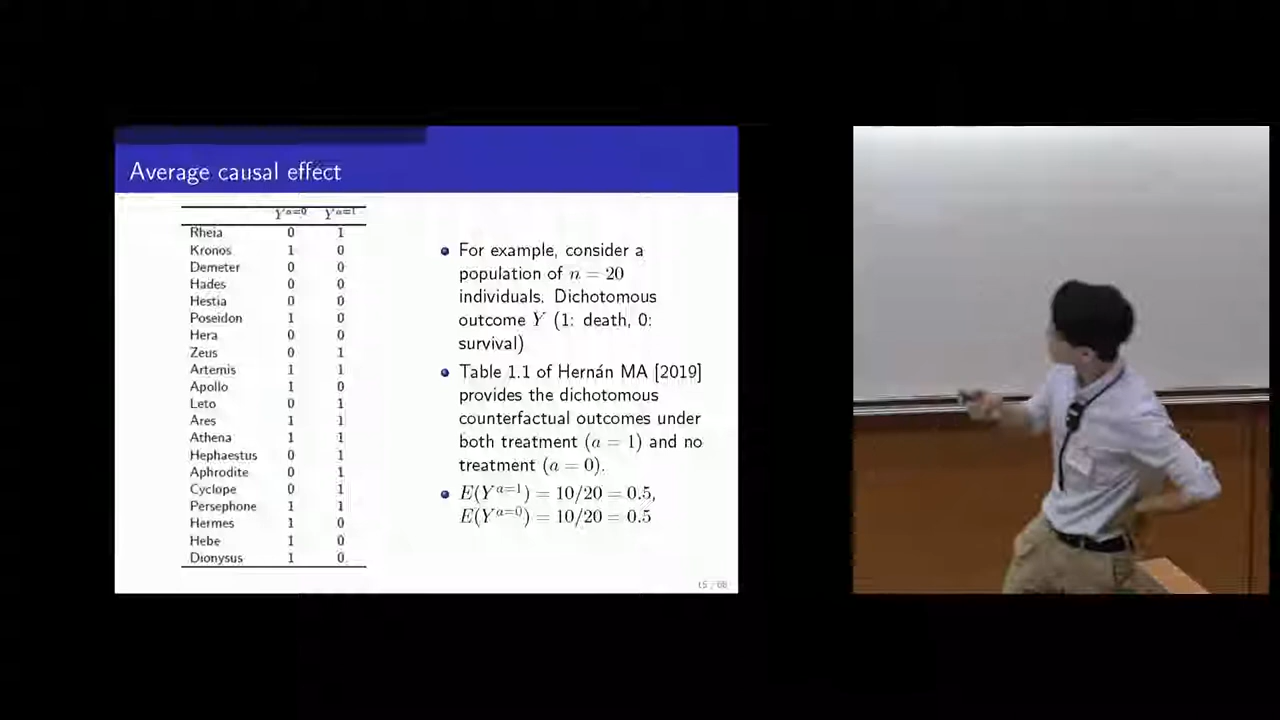 Average causal effect
Y^{a=0} Y^{a=1}
Rheia 0 1
Kronos 1 0
Demeter 0 0
Hades 0 0
Hestia 0 0
Poseidon 1 0
Hera 0 0
Zeus 0 1
Artemis 1 1
Apollo 1 0
Leto 0 1
Ares 1 1
Athena 1 1
Hephaestus 0 1
Aphrodite 0 1
Cyclope 0 1
Persephone 1 1
Hermes 1 0
Hebe 1 0
Dionysus 1 0
For example, consider a
population of n = 20
individuals. Dichotomous
outcome Y (1: death, 0:
survival)
Table 1.1 of Hernán MA [2019]
provides the dichotomous
counterfactual outcomes under
both treatment (a = 1) and no
treatment (a = 0).
E(Y^{a=1}) = 10/20 = 0.5,
E(Y^{a=0}) = 10/20 = 0.5